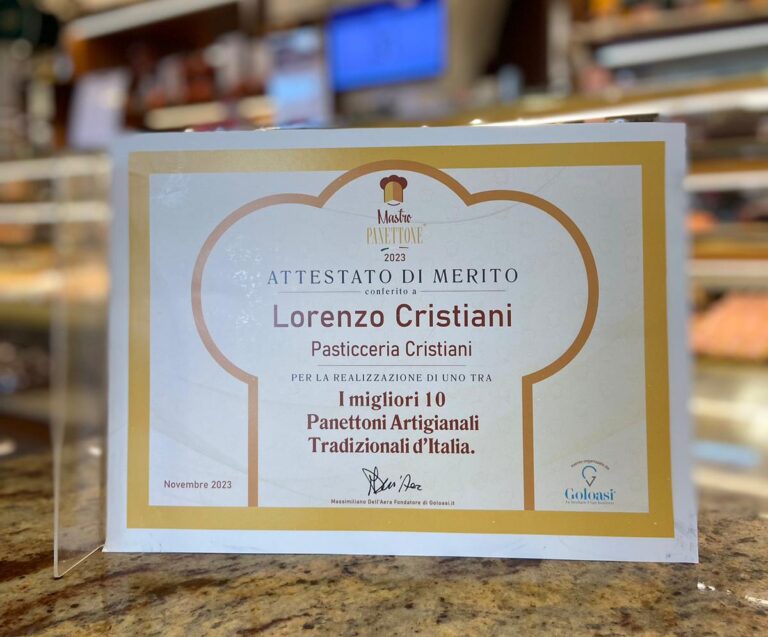 Mastro
PANETTONE
2023
ATTESTATO DI MERITO
conferito a
Lorenzo Cristiani
Pasticceria Cristiani
PER LA REALIZZAZIONE DI UNO TRA
I migliori 10
Panettoni Artigianali
Tradizionali d'Italia.
Novembre 2023
Massimiliano Dell'Aera Fondatore di Goloasi.it
Goloasi